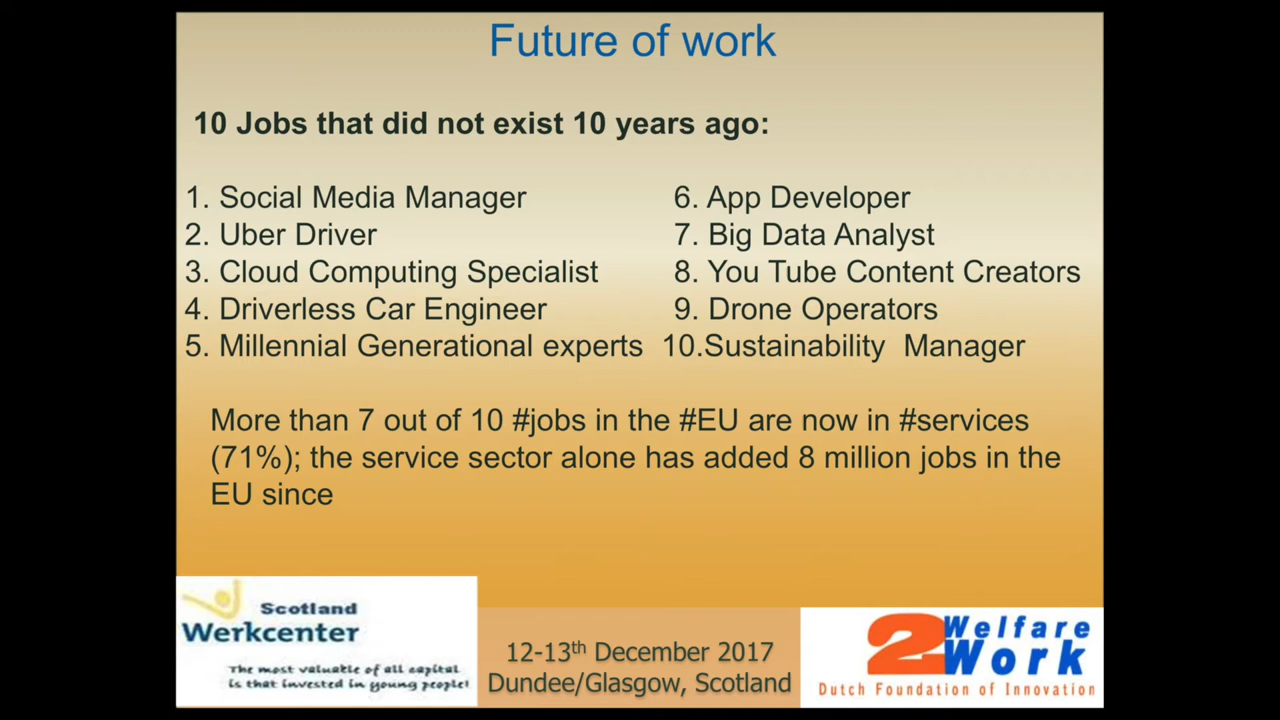 Future of work
10 Jobs that did not exist 10 years ago:
1. Social Media Manager
2. Uber Driver
3. Cloud Computing Specialist
4. Driverless Car Engineer
5. Millennial Generational experts
6. App Developer
7. Big Data Analyst
8. You Tube Content Creators
9. Drone Operators
10.Sustainability Manager
More than 7 out of 10 #jobs in the #EU are now in #services
(71%); the service sector alone has added 8 million jobs in the
EU since
Scotland
Werkcenter
The most valuable of all capital
is that invested in young people!
12-13th December 2017
Dundee/Glasgow, Scotland
2 Welfare
Work
Dutch Foundation of Innovation